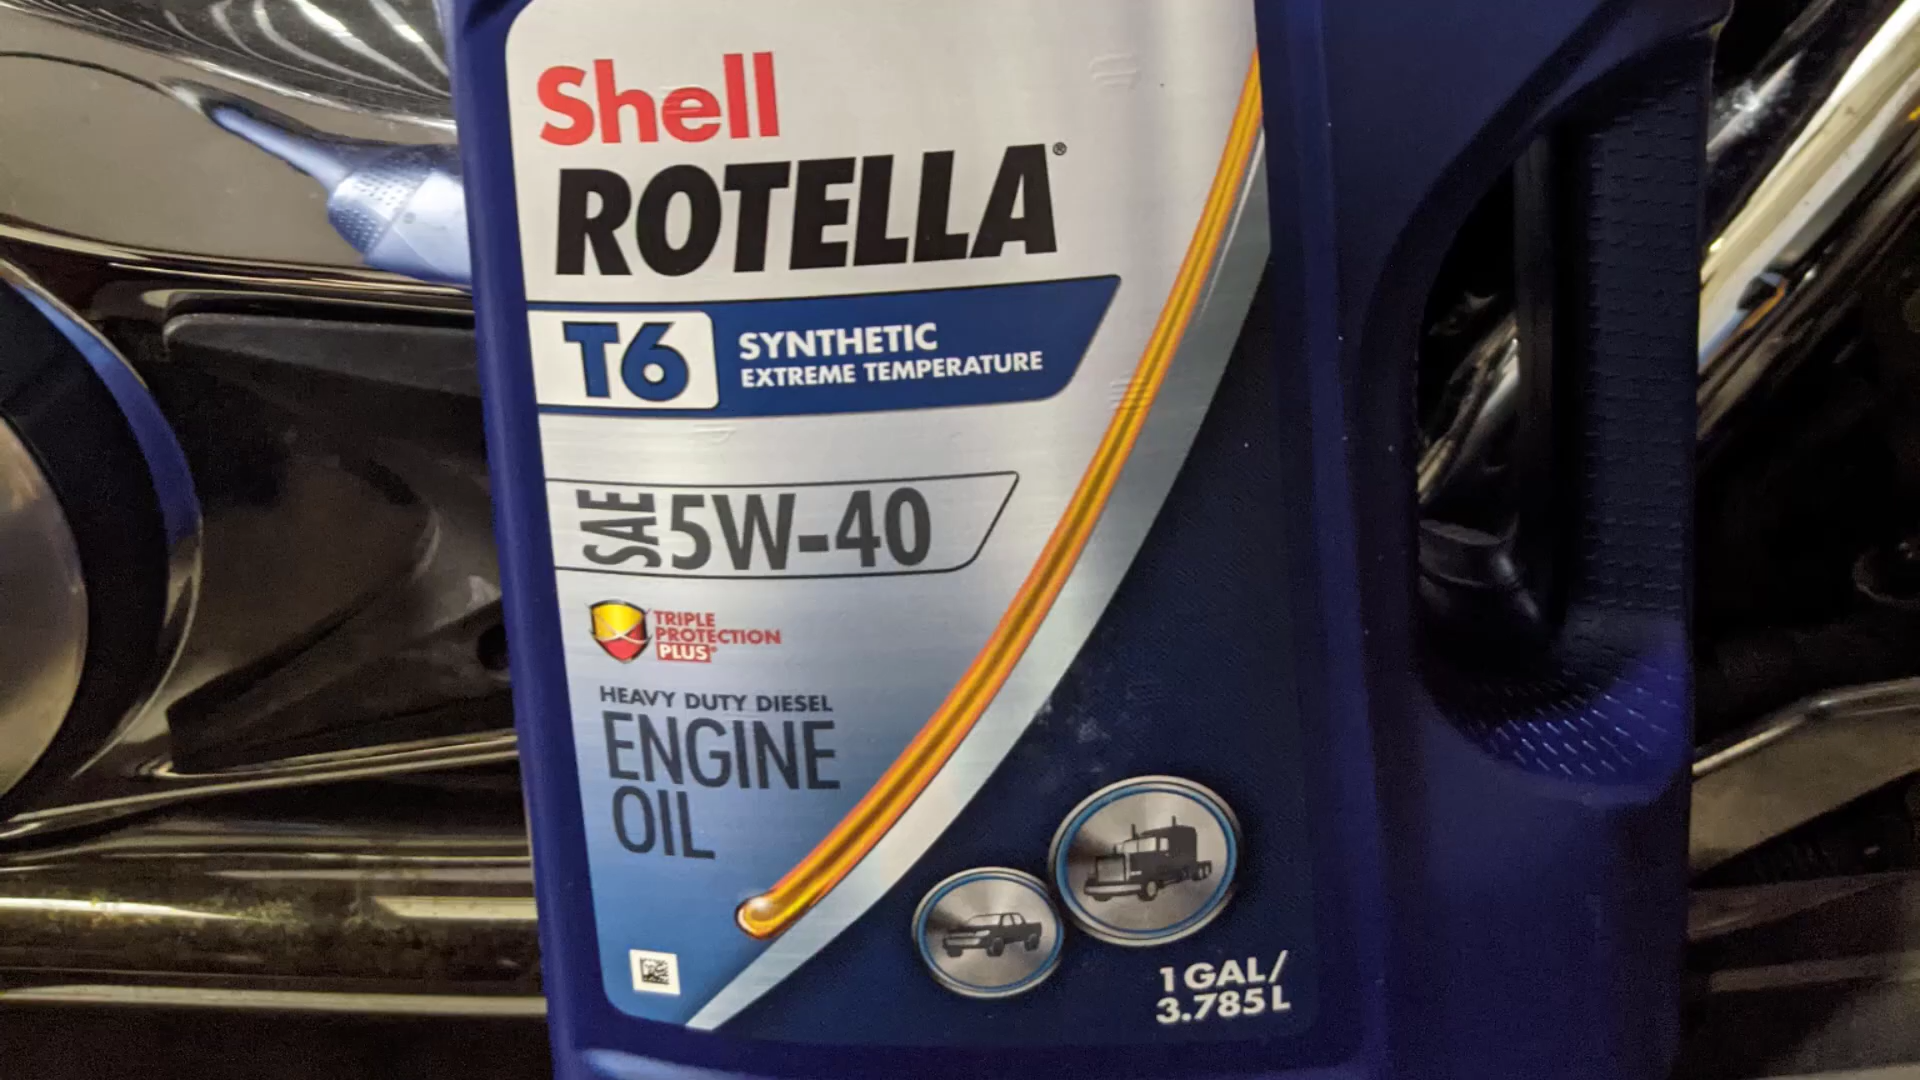 Shell
ROTELLA®
T6
SYNTHETIC
EXTREME TEMPERATURE
SAE 5W-40
TRIPLE
PROTECTION
PLUS®
HEAVY DUTY DIESEL
ENGINE
OIL
1 GAL/
3.785 L